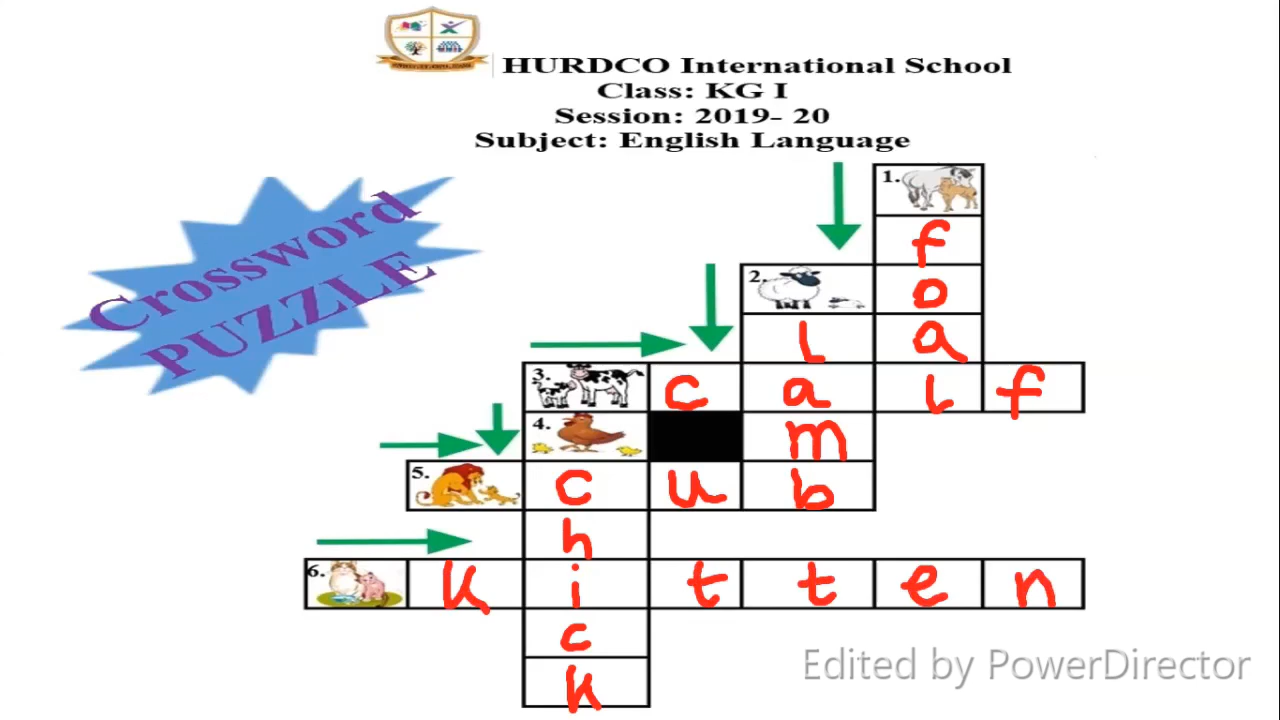 HURDCO International School
Class: KG I
Session: 2019- 20
Subject: English Language
Crossword
PUZZLE
1.
f
2.
o
l
a
3.
c
a
l
f
4.
m
5.
c
u
b
h
6.
k
i
t
t
e
n
c
k
Edited by PowerDirector